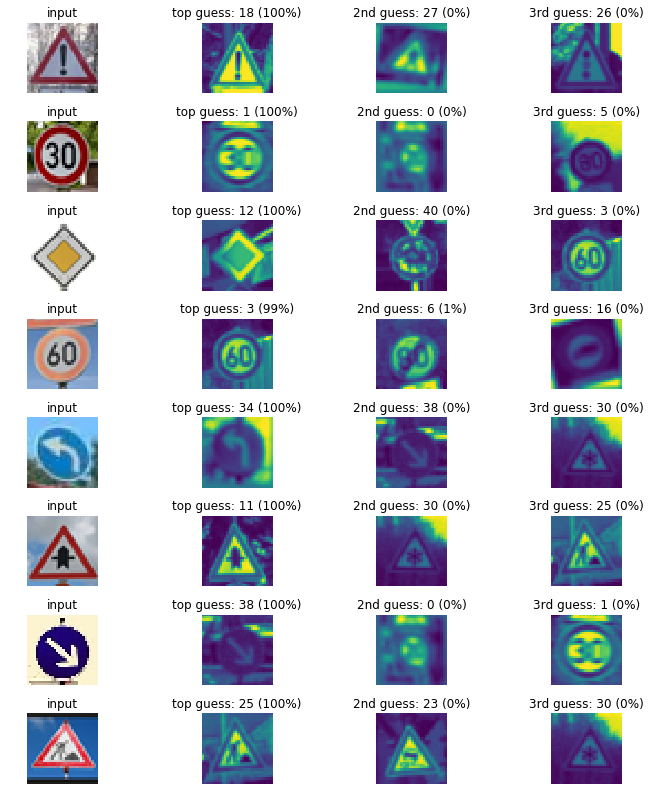 input top guess: 18 (100%) 2nd guess: 27 (0%) 3rd guess: 26 (0%)
input top guess: 1 (100%) 2nd guess: 0 (0%) 3rd guess: 5 (0%)
30
input top guess: 12 (100%) 2nd guess: 40 (0%) 3rd guess: 3 (0%)
60
input top guess: 3 (99%) 2nd guess: 6 (1%) 3rd guess: 16 (0%)
60 60
input top guess: 34 (100%) 2nd guess: 38 (0%) 3rd guess: 30 (0%)
input top guess: 11 (100%) 2nd guess: 30 (0%) 3rd guess: 25 (0%)
input top guess: 38 (100%) 2nd guess: 0 (0%) 3rd guess: 1 (0%)
input top guess: 25 (100%) 2nd guess: 23 (0%) 3rd guess: 30 (0%)